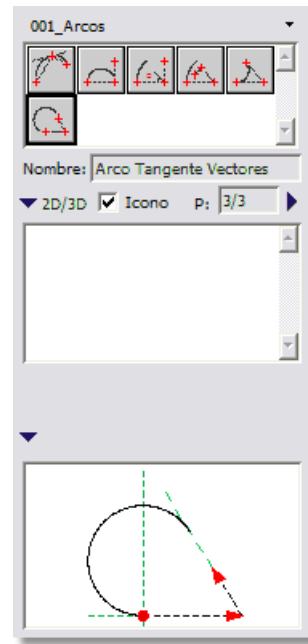 001_Arcos
Nombre: Arco Tangente Vectores
2D/3D Icono P: 3/3